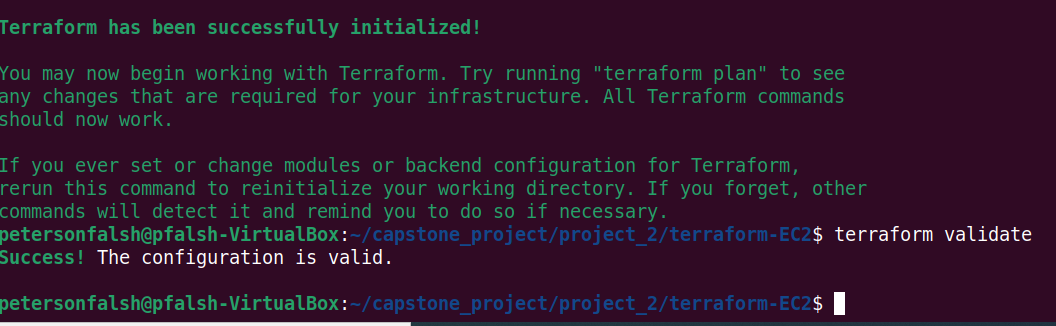 Terraform has been successfully initialized!
You may now begin working with Terraform. Try running "terraform plan" to see
any changes that are required for your infrastructure. All Terraform commands
should now work.
If you ever set or change modules or backend configuration for Terraform,
rerun this command to reinitialize your working directory. If you forget, other
commands will detect it and remind you to do so if necessary.
petersonfalsh@pfalsh-VirtualBox:~/capstone_project/project_2/terraform-EC2$ terraform validate
Success! The configuration is valid.
petersonfalsh@pfalsh-VirtualBox:~/capstone_project/project_2/terraform-EC2$